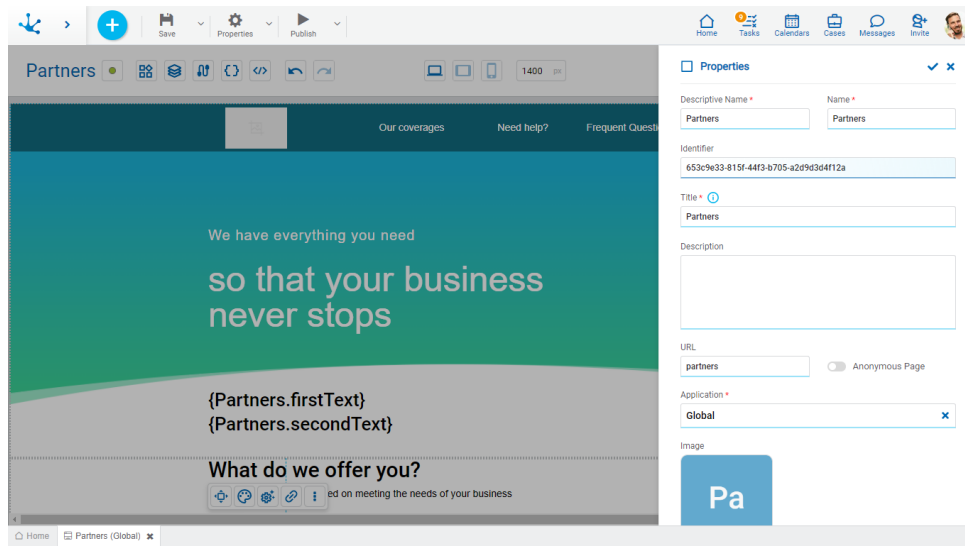 Save
Properties
Publish
Home
9
Tasks
Calendars
Cases
Messages
Invite
Partners
1400 px
Properties
Descriptive Name *
Name *
Partners
Partners
Identifier
653c9e33-815f-44f3-b705-a2d9d3d4f12a
Title *
Partners
Description
URL
partners
Anonymous Page
Application *
Global
Image
Pa
Our coverages
Need help?
Frequent Questi
We have everything you need
so that your business
never stops
{Partners.firstText}
{Partners.secondText}
What do we offer you?
ed on meeting the needs of your business
Home
Partners (Global)